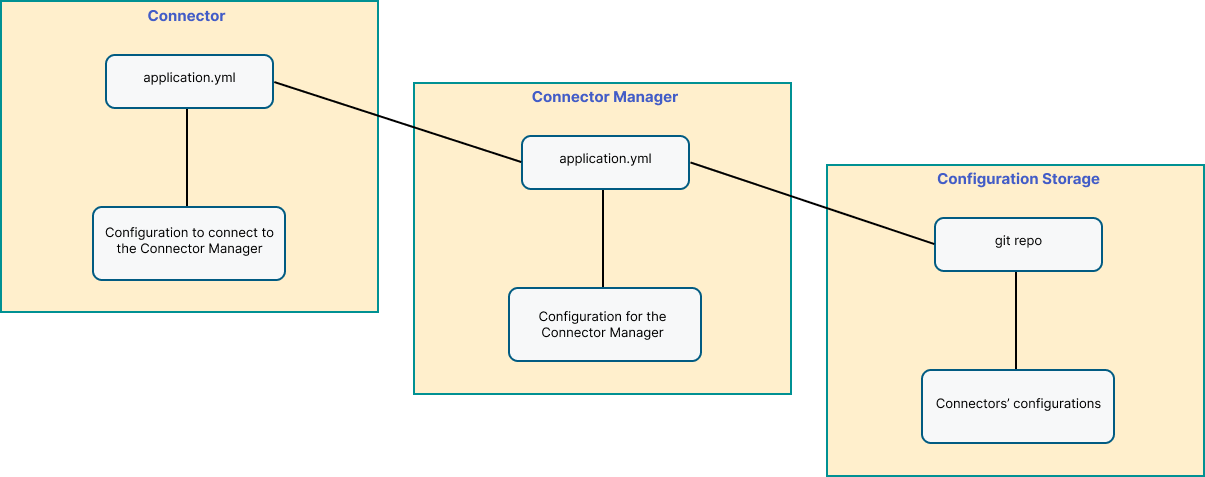 Connector
application.yml
Configuration to connect to
the Connector Manager
Connector Manager
application.yml
Configuration for the
Connector Manager
Configuration Storage
git repo
Connectors’ configurations